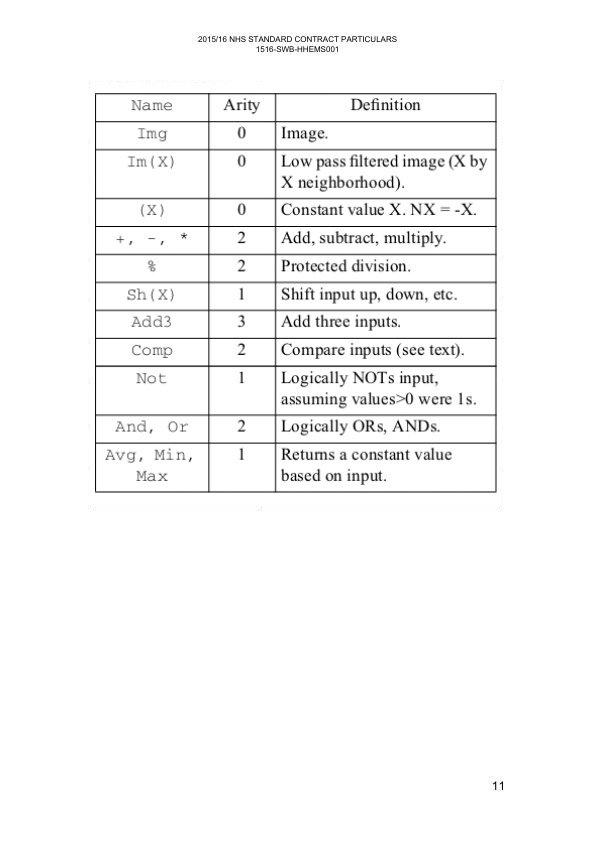 2015/16 NHS STANDARD CONTRACT PARTICULARS
1516-SWB-HHEMS001
Name Arity Definition
Img 0 Image.
Im(X) 0 Low pass filtered image (X by
X neighborhood).
(X) 0 Constant value X. NX = -X.
+, -, * 2 Add, subtract, multiply.
% 2 Protected division.
Sh(X) 1 Shift input up, down, etc.
Add3 3 Add three inputs.
Comp 2 Compare inputs (see text).
Not 1 Logically NOTs input,
assuming values>0 were 1s.
And, Or 2 Logically ORs, ANDs.
Avg, Min, 1 Returns a constant value
Max based on input.
11